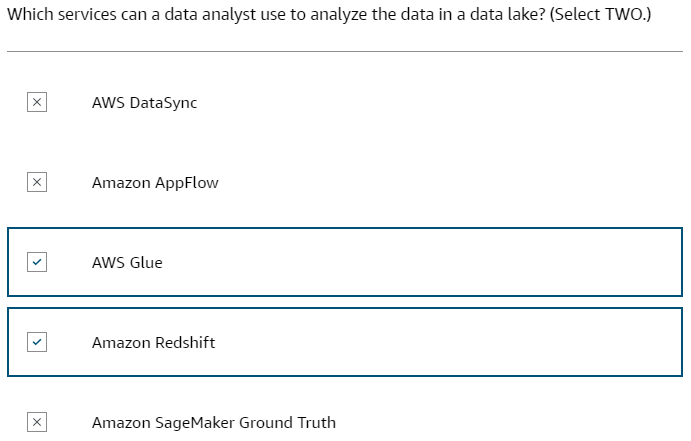 Which services can a data analyst use to analyze the data in a data lake? (Select TWO.)
AWS DataSync
Amazon AppFlow
AWS Glue
Amazon Redshift
Amazon SageMaker Ground Truth